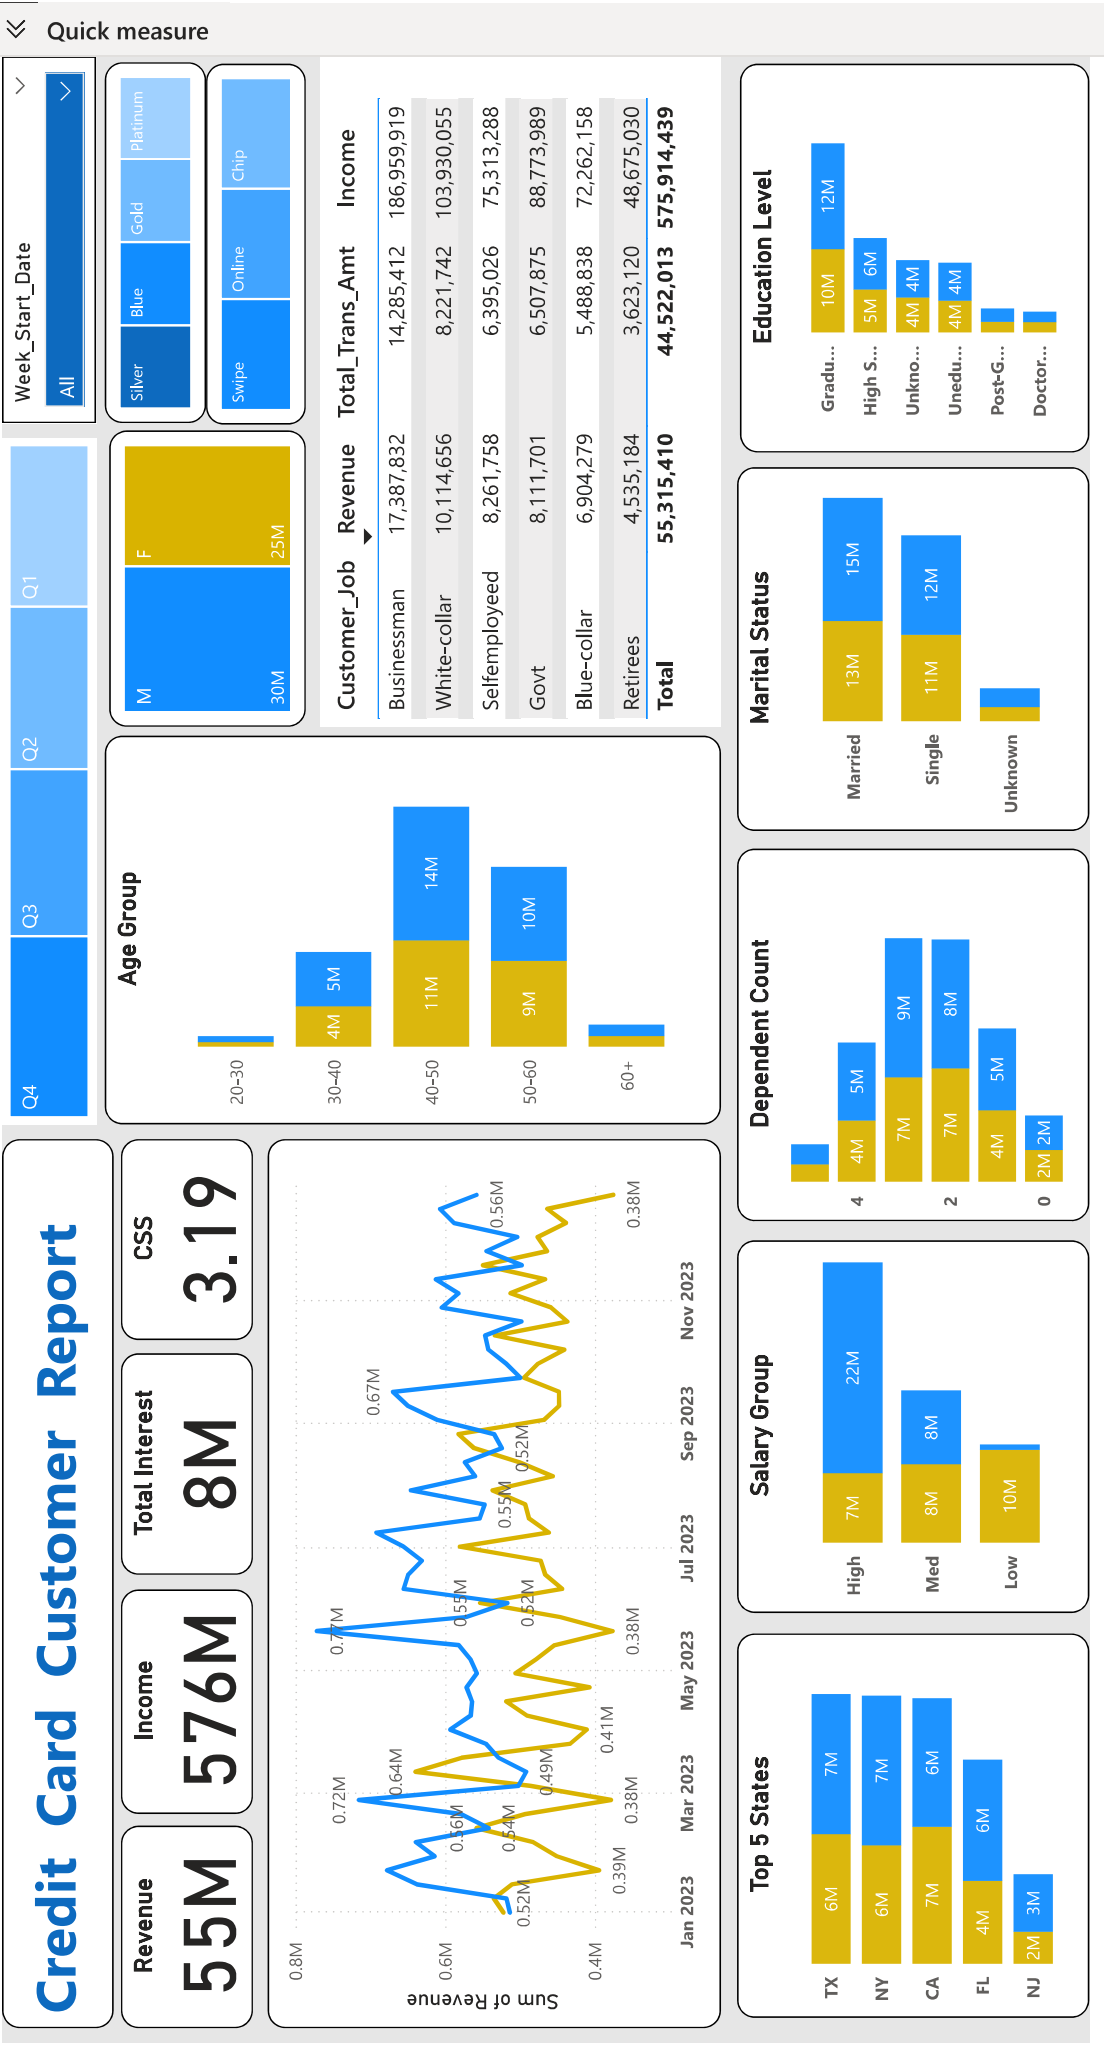 Quick measure
Credit Card Customer Report
Q4 Q3 Q2 Q1
Week_Start_Date
All
Revenue
55M
Income
576M
Total Interest
8M
CSS
3.19
M
30M
F
25M
Silver Blue Gold Platinum
Swipe Online Chip
Sum of Revenue
0.8M
0.6M
0.4M
0.52M
0.39M
0.56M
0.54M
0.72M
0.38M
0.64M
0.49M
0.41M
0.77M
0.38M
0.55M
0.52M
0.55M
0.52M
0.67M
0.56M
0.38M
Jan 2023 Mar 2023 May 2023 Jul 2023 Sep 2023 Nov 2023
Age Group
20-30
30-40 4M 5M
40-50 11M 14M
50-60 9M 10M
60+
Customer_Job Revenue Total_Trans_Amt Income
Businessman 17,387,832 14,285,412 186,959,919
White-collar 10,114,656 8,221,742 103,930,055
Selfemployeed 8,261,758 6,395,026 75,313,288
Govt 8,111,701 6,507,875 88,773,989
Blue-collar 6,904,279 5,488,838 72,262,158
Retirees 4,535,184 3,623,120 48,675,030
Total 55,315,410 44,522,013 575,914,439
Top 5 States
TX 6M 7M
NY 6M 7M
CA 7M 6M
FL 4M 6M
NJ 2M 3M
Salary Group
High 7M 22M
Med 8M 8M
Low 10M
Dependent Count
4 4M 5M
7M 9M
2 7M 8M
4M 5M
0 2M 2M
Marital Status
Married 13M 15M
Single 11M 12M
Unknown
Education Level
Gradu... 10M 12M
High S... 5M 6M
Unkno... 4M 4M
Unedu... 4M 4M
Post-G...
Doctor...